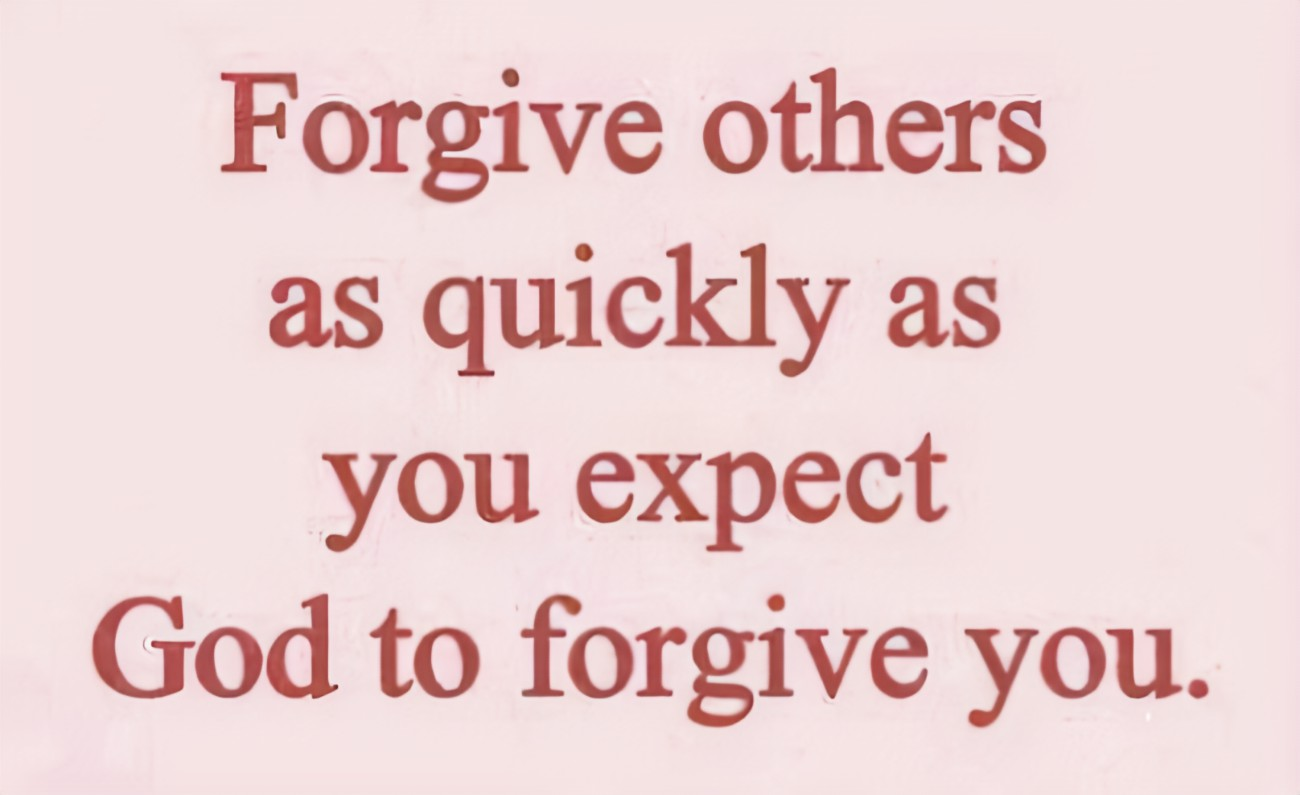 Forgive others
as quickly as
you expect
God to forgive you.